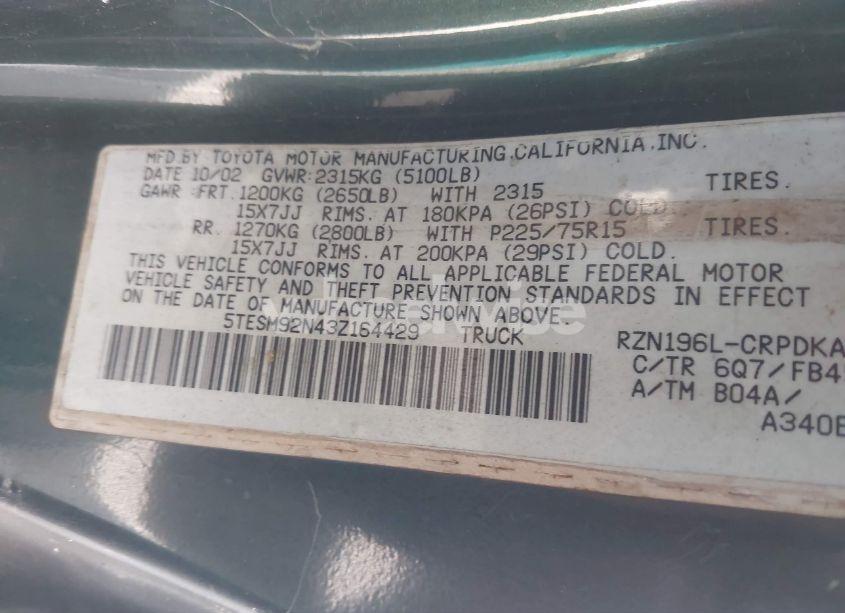 MFD.BY TOYOTA MOTOR MANUFACTURING,CALIFORNIA,INC.
DATE 10/02 GVWR:2315KG (5100LB)
GAWR :FRT. 1200KG (2650LB) WITH 2315 TIRES.
15X7JJ RIMS. AT 180KPA (26PSI) COLD.
RR. 1270KG (2800LB) WITH P225/75R15 TIRES.
15X7JJ RIMS. AT 200KPA (29PSI) COLD.
THIS VEHICLE CONFORMS TO ALL APPLICABLE FEDERAL MOTOR
VEHICLE SAFETY AND THEFT PREVENTION STANDARDS IN EFFECT
ON THE DATE OF MANUFACTURE SHOWN ABOVE.
5TESM92N43Z164429 TRUCK RZN196L-CRPDKA
C/TR 6Q7/FB4
A/TM B04A/
A340E